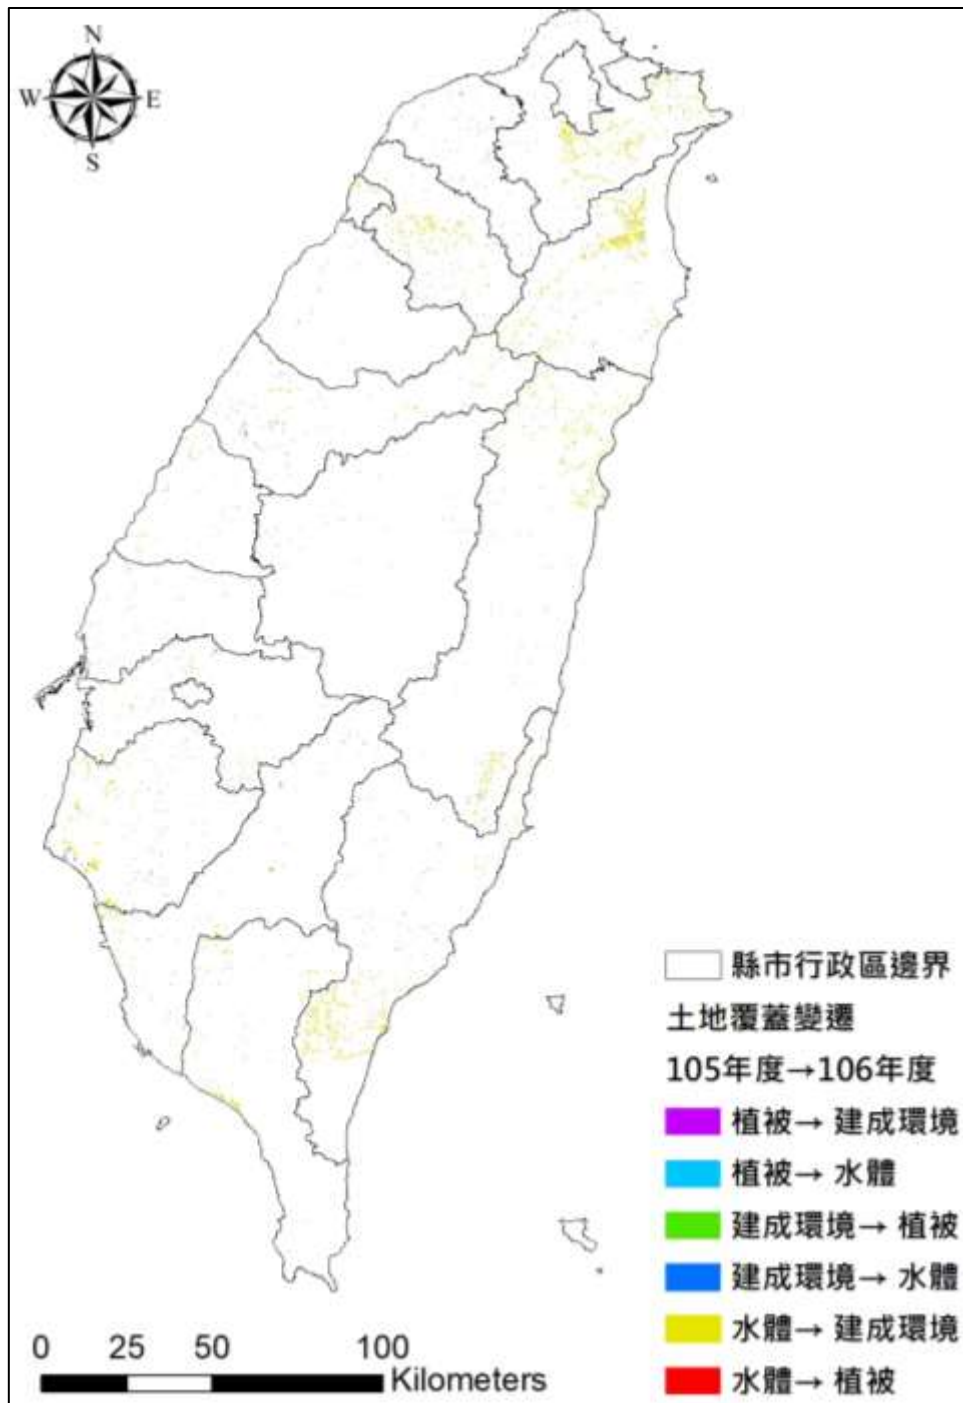 N
W E
S
縣市行政區邊界
土地覆蓋變遷
105年度→106年度
植被→ 建成環境
植被→ 水體
建成環境→ 植被
建成環境→ 水體
水體→ 建成環境
水體→ 植被
0 25 50 100
Kilometers